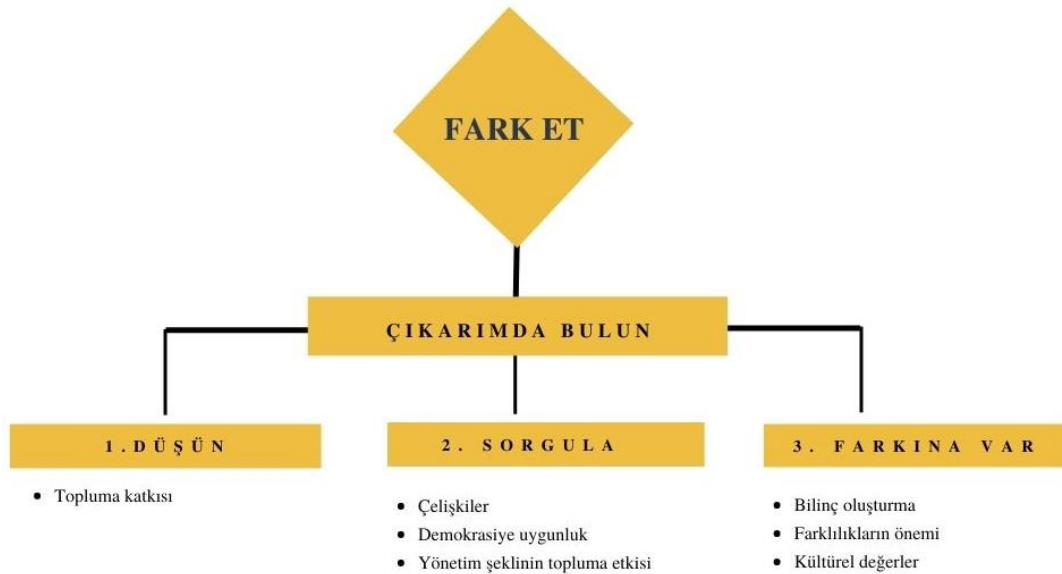 FARK ET
ÇIKARIMDA BULUN
1.DÜŞÜN
• Topluma katkısı
2. SORGULA
• Çelişkiler
• Demokrasiye uygunluk
• Yönetim şeklinin topluma etkisi
3. FARKINA VAR
• Bilinç oluşturma
• Farklılıkların önemi
• Kültürel değerler